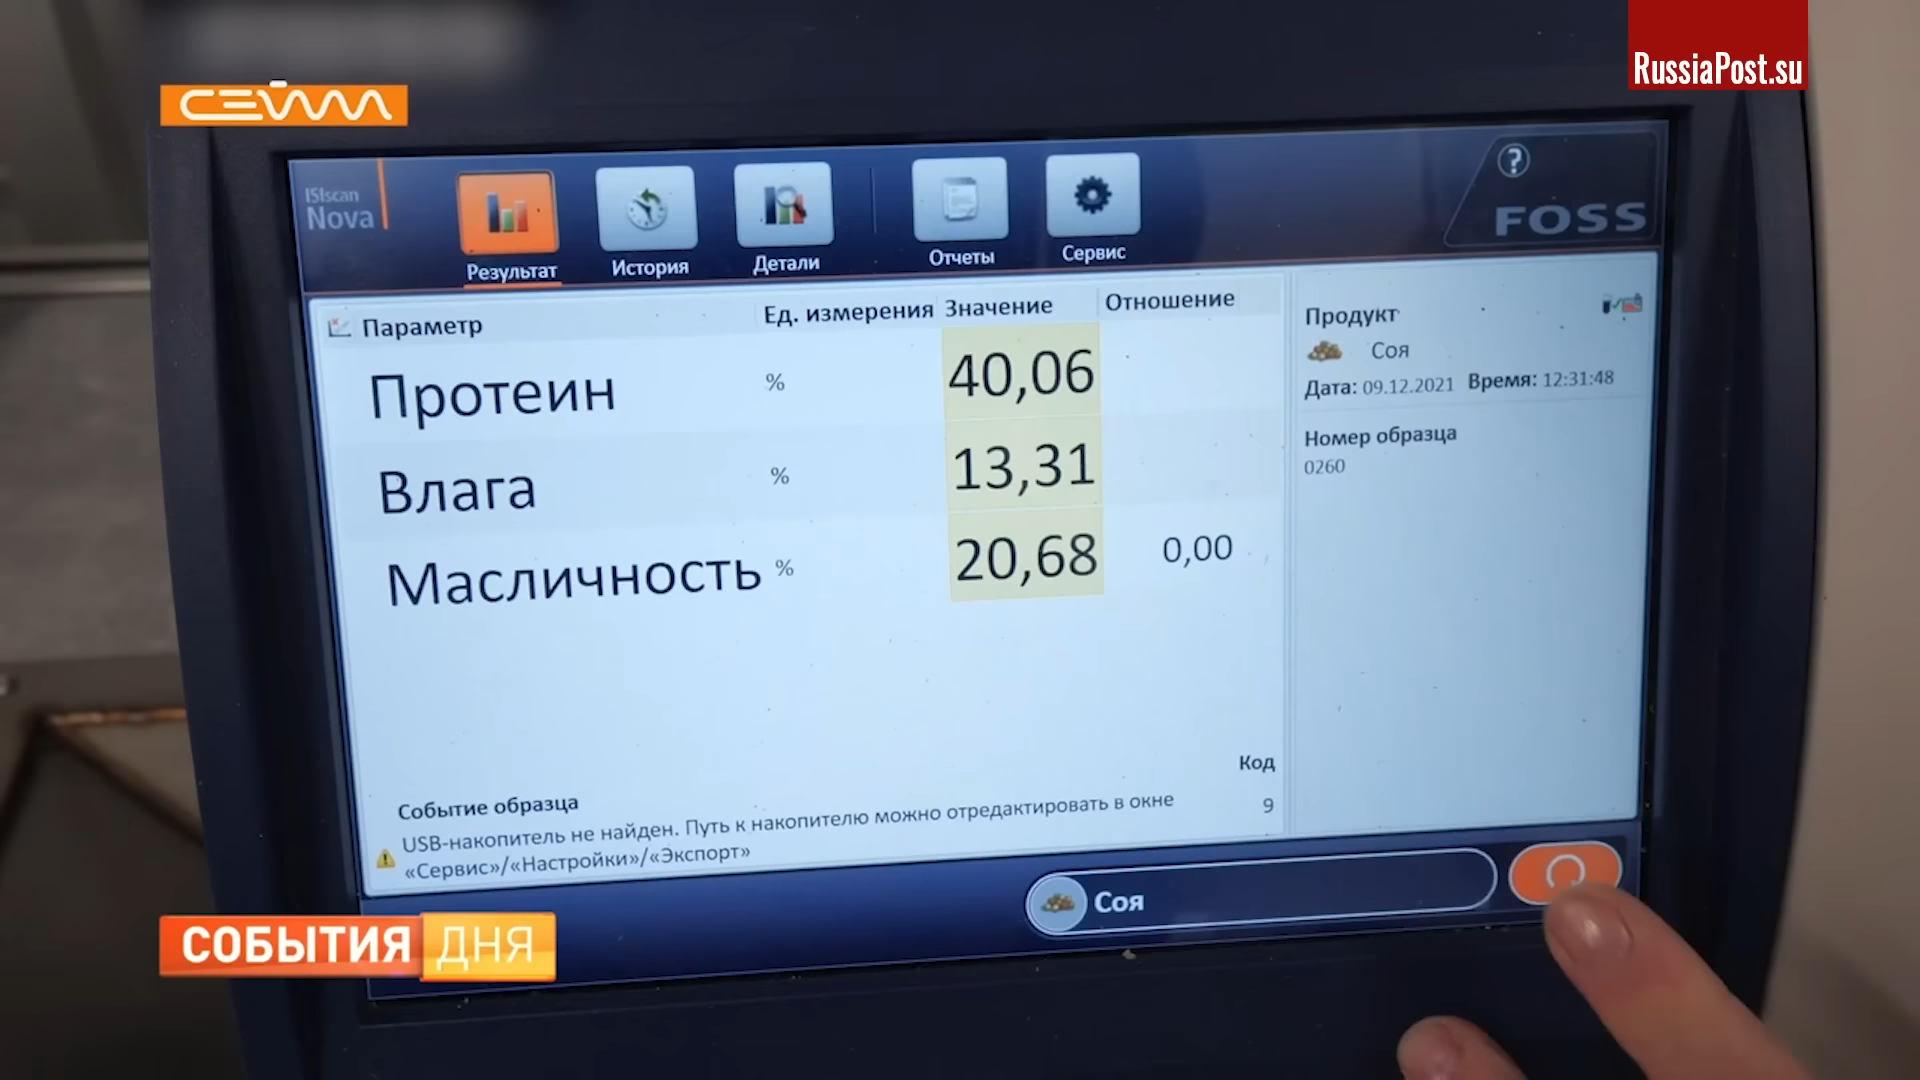 RussiaPost.su
СЕЙМ
ISIscan
Nova
Результат
История
Детали
Отчеты
Сервис
?
FOSS
Параметр Ед. измерения Значение Отношение
Протеин % 40,06
Влага % 13,31
Масличность % 20,68 0,00
Продукт
Соя
Дата: 09.12.2021 Время: 12:31:48
Номер образца
0260
Код
Событие образца
USB-накопитель не найден. Путь к накопителю можно отредактировать в окне 9
«Сервис»/«Настройки»/«Экспорт»
Соя
СОБЫТИЯ ДНЯ